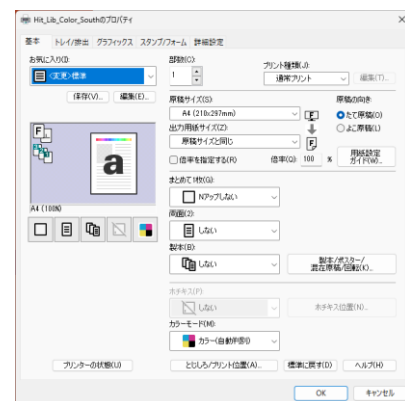 Hit_Lib_Color_Southのプロパティ
基本 トレイ/排出 グラフィックス スタンプ/フォーム 詳細設定
お気に入り(I):
<変更>標準
保存(V)... 編集(E)...
A4 (100%)
プリンターの状態(U)
部数(C):
1
プリント種類(J):
通常プリント
編集(T)...
原稿サイズ(S):
A4 (210x297mm)
出力用紙サイズ(Z):
原稿サイズと同じ
倍率を指定する(R)
倍率(Q): 100 %
原稿の向き:
たて原稿(O)
よこ原稿(L)
用紙設定
ガイド(W)...
まとめて1枚(G):
Nアップしない
両面(2):
しない
製本(B):
しない
製本/ポスター/
混在原稿/回転(K)...
ホチキス(P):
しない
ホチキス位置(N)...
カラーモード(M):
カラー(自動判別)
とじしろ/プリント位置(A)...
標準に戻す(D)
ヘルプ(H)
OK
キャンセル